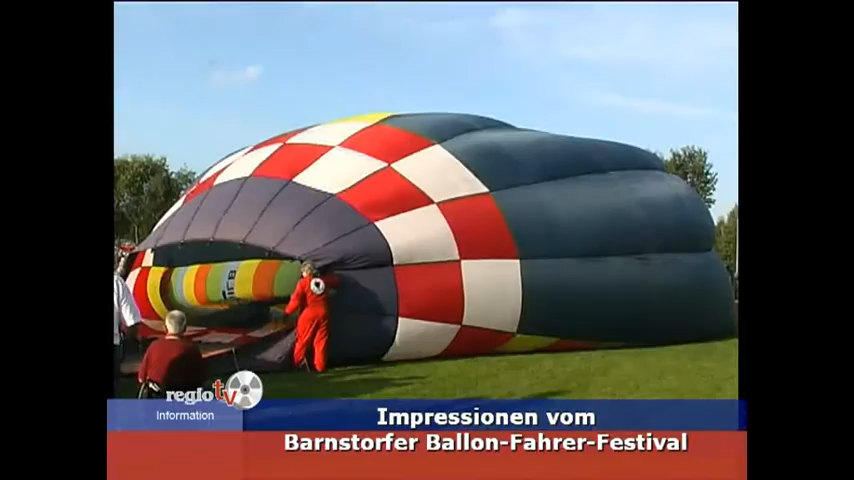 regio tv
Information
Impressionen vom
Barnstorfer Ballon-Fahrer-Festival